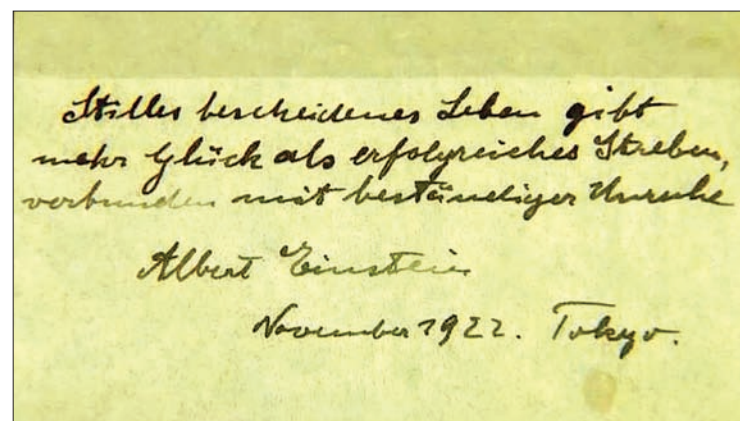 Stilles bescheidenes Leben gibt
mehr Glück als erfolgreiches Streben,
verbunden mit beständiger Unruhe
Albert Einstein
November 1922. Tokyo.